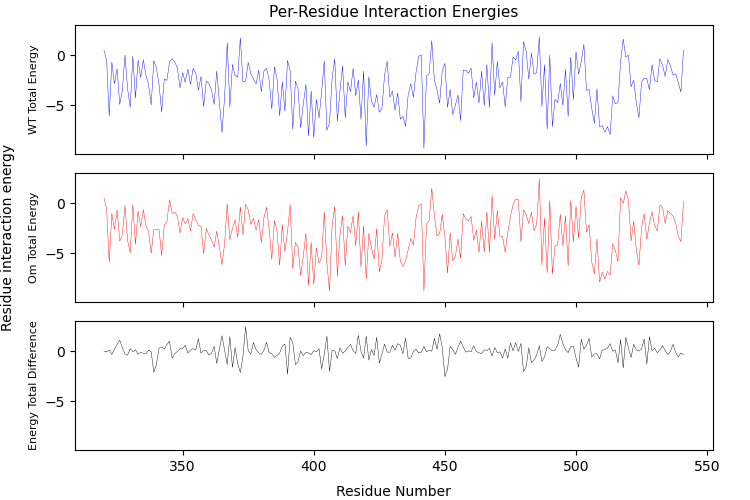 Per-Residue Interaction Energies
Residue interaction energy
WT Total Energy
0
−5
Om Total Energy
0
−5
Energy Total Difference
0
−5
350
400
450
500
550
Residue Number